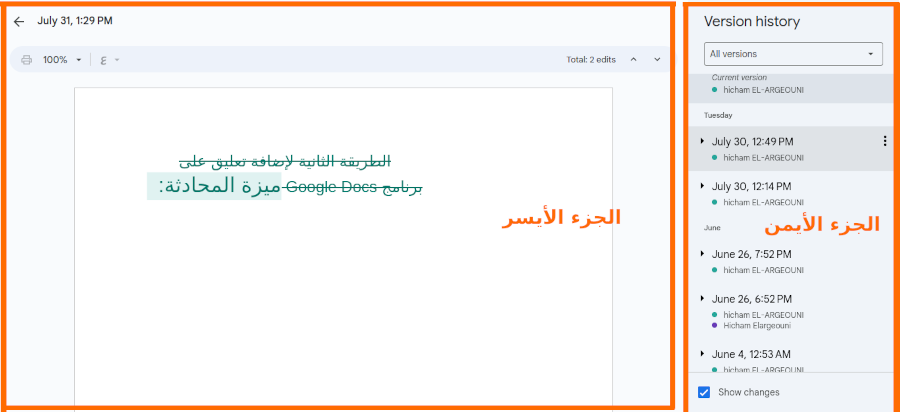 July 31, 1:29 PM
100%
Total: 2 edits
الطريقة الثانية لإضافة تعليق على
برنامج Google Docs ميزة المحادثة:
الجزء الأيسر
Version history
All versions
Current version
hicham EL-ARGEOUNI
Tuesday
July 30, 12:49 PM
hicham EL-ARGEOUNI
July 30, 12:14 PM
hicham EL-ARGEOUNI
June
الجزء الأيمن
June 26, 7:52 PM
hicham EL-ARGEOUNI
June 26, 6:52 PM
hicham EL-ARGEOUNI
Hicham Elargeouni
June 4, 12:53 AM
hicham EL-ARGEOUNI
Show changes